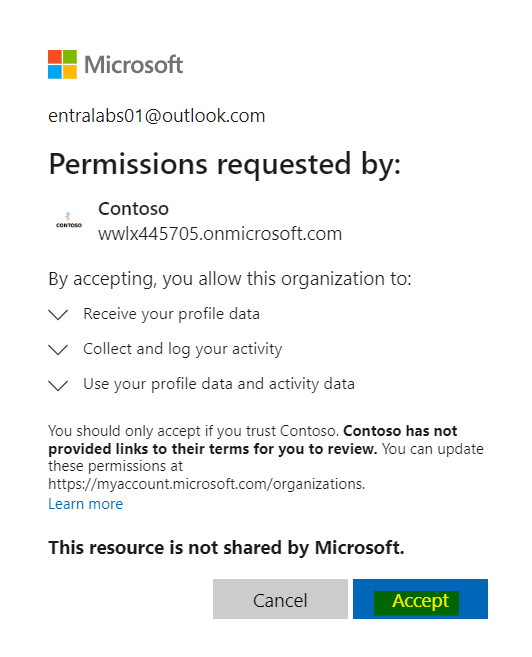 Microsoft
entralabs01@outlook.com
Permissions requested by:
CONTOSO
Contoso
wwlx445705.onmicrosoft.com
By accepting, you allow this organization to:
Receive your profile data
Collect and log your activity
Use your profile data and activity data
You should only accept if you trust Contoso. Contoso has not
provided links to their terms for you to review. You can update
these permissions at
https://myaccount.microsoft.com/organizations.
Learn more
This resource is not shared by Microsoft.
Cancel
Accept